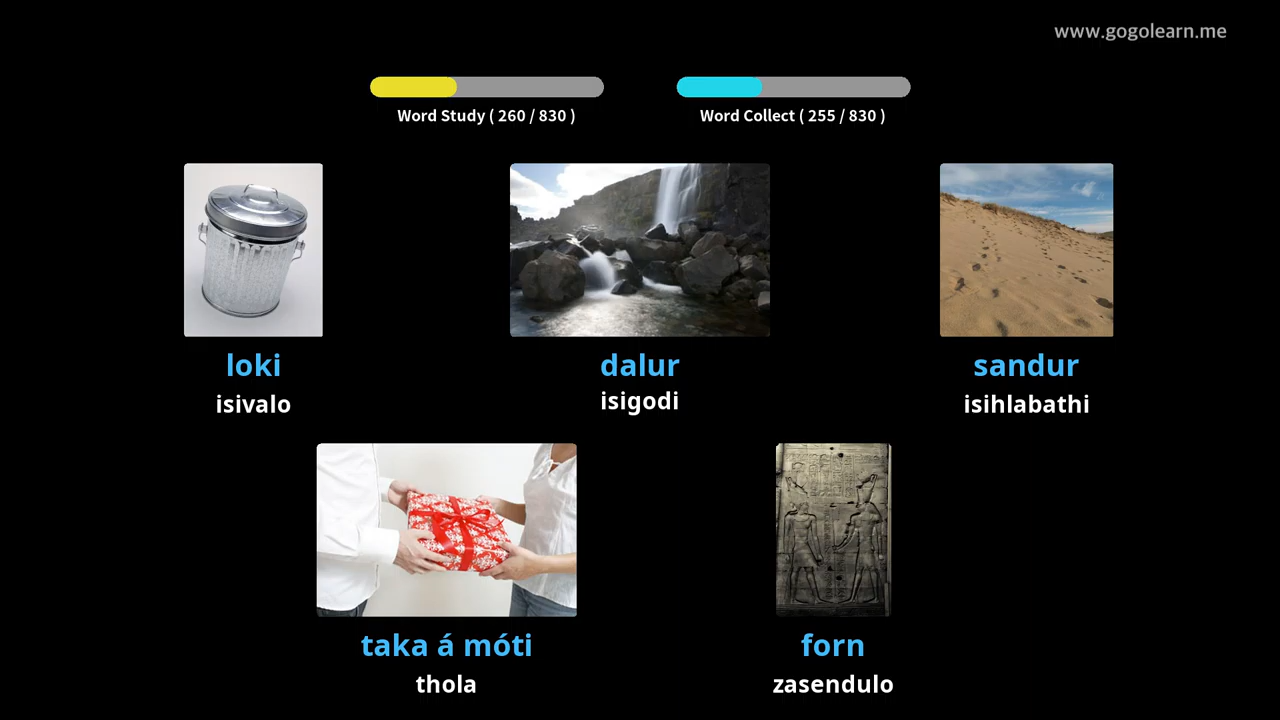 www.gogolearn.me
Word Study ( 260 / 830 )
Word Collect ( 255 / 830 )
loki
isivalo
dalur
isigodi
sandur
isihlabathi
taka á móti
thola
forn
zasendulo